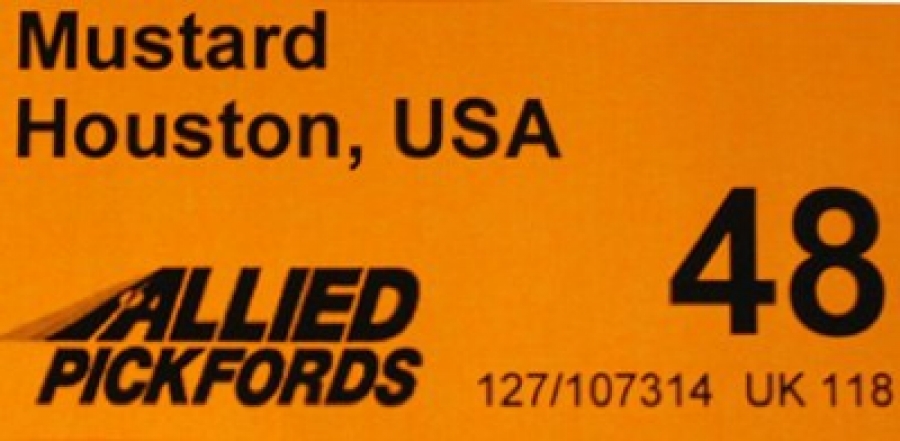 Mustard
Houston, USA
48
ALLIED
PICKFORDS
127/107314 UK 118